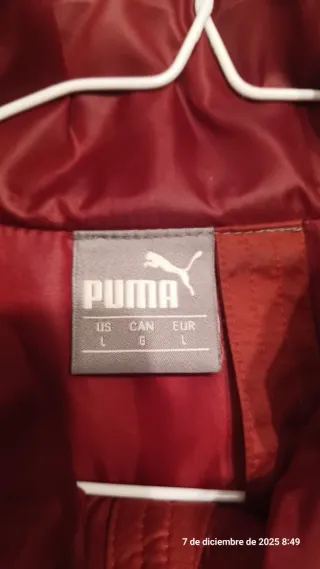 PUMA
US CAN EUR
L G L
7 de diciembre de 2025 8:49